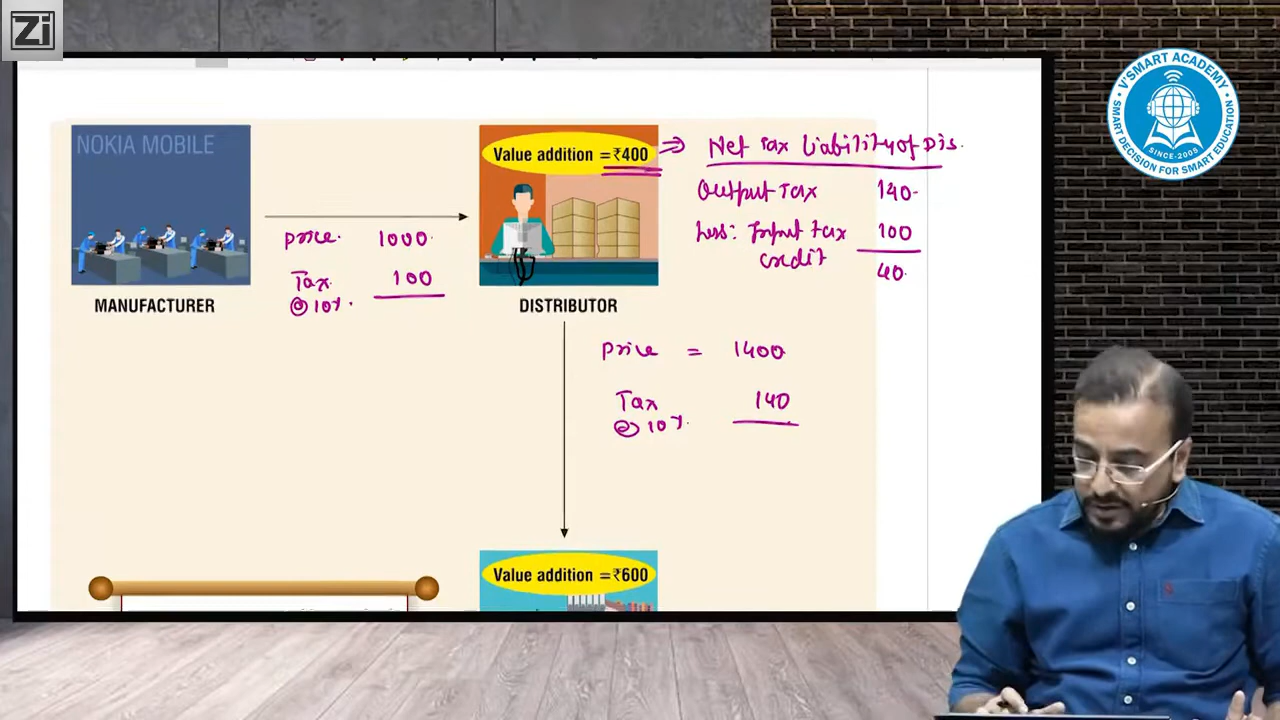 Zi
V'SMART ACADEMY
SMART DECISION FOR SMART EDUCATION
SINCE-2005
NOKIA MOBILE
MANUFACTURER
Price. 1000.
Tax 100
@ 10%.
Value addition = ₹400
DISTRIBUTOR
⇒ Net Tax Liability of Dis.
Output Tax 140.
Less: Input tax 100
credit
40.
Price = 1400
Tax 140
@ 10%.
Value addition = ₹600